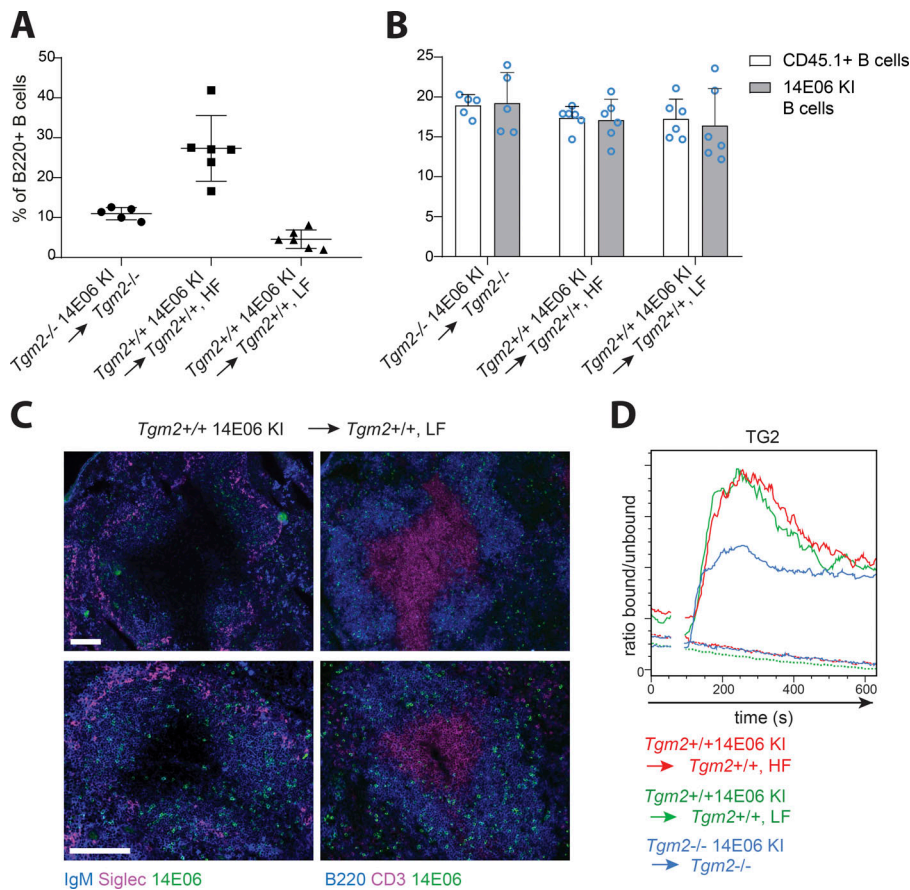 A
% of B220+ B cells
50
40
30
20
10
0
Tgm2-/- 14E06 KI
→ Tgm2-/-
Tgm2+/+ 14E06 KI
→ Tgm2+/+, HF
Tgm2+/+ 14E06 KI
→ Tgm2+/+, LF
B
25
20
15
10
5
0
Tgm2-/- 14E06 KI
→ Tgm2-/-
Tgm2+/+ 14E06 KI
→ Tgm2+/+, HF
Tgm2+/+ 14E06 KI
→ Tgm2+/+, LF
CD45.1+ B cells
14E06 KI
B cells
C
Tgm2+/+ 14E06 KI → Tgm2+/+, LF
IgM Siglec 14E06
B220 CD3 14E06
D
TG2
ratio bound/unbound
0
0 200 400 600
time (s)
Tgm2+/+14E06 KI
→ Tgm2+/+, HF
Tgm2+/+14E06 KI
→ Tgm2+/+, LF
Tgm2-/- 14E06 KI
→ Tgm2-/-